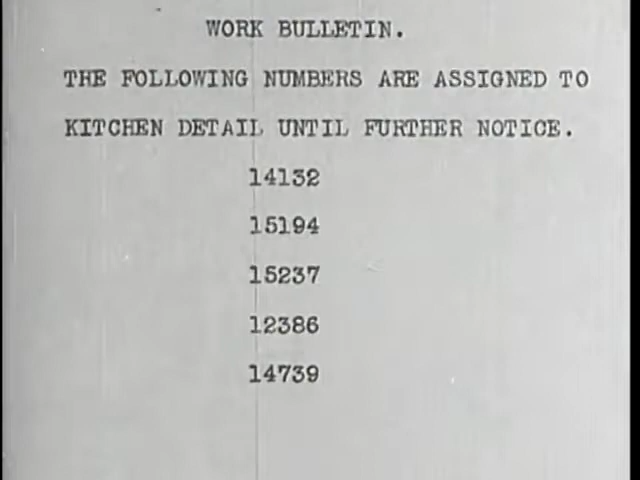 WORK BULLETIN.
THE FOLLOWING NUMBERS ARE ASSIGNED TO
KITCHEN DETAIL UNTIL FURTHER NOTICE.
14132
15194
15237
12386
14739